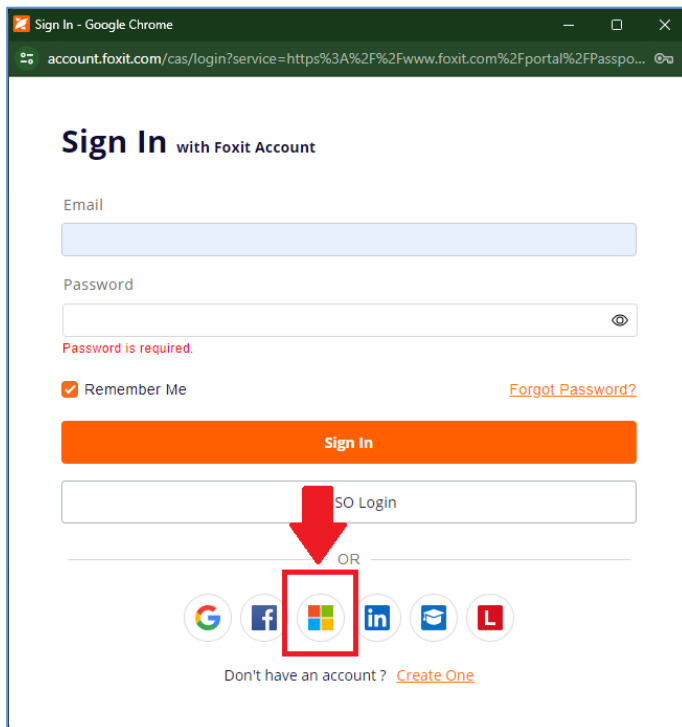 Sign In - Google Chrome
account.foxit.com/cas/login?service=https%3A%2F%2Fwww.foxit.com%2Fportal%2FPasspo...
Sign In with Foxit Account
Email
Password
Password is required.
Remember Me Forgot Password?
Sign In
SO Login
OR
G f in L
Don't have an account ? Create One